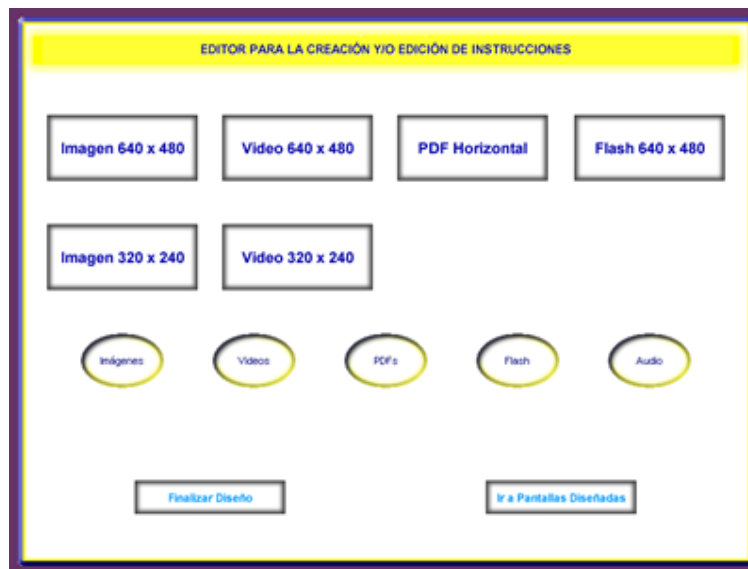 EDITOR PARA LA CREACIÓN Y/O EDICIÓN DE INSTRUCCIONES
Imagen 640 x 480
Video 640 x 480
PDF Horizontal
Flash 640 x 480
Imagen 320 x 240
Video 320 x 240
Imágenes
Videos
PDFs
Flash
Audio
Finalizar Diseño
Ir a Pantallas Diseñadas